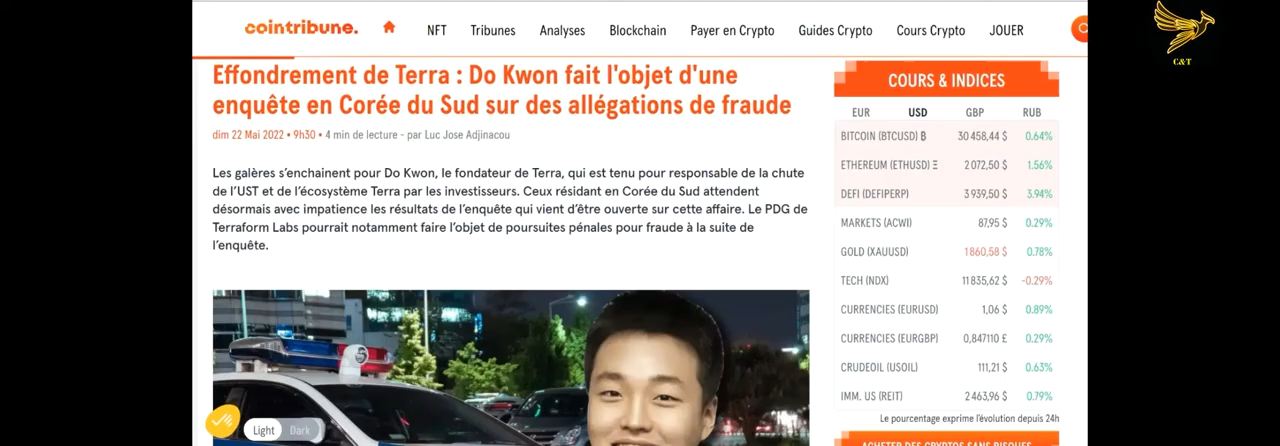 cointribune.
NFT Tribunes Analyses Blockchain Payer en Crypto Guides Crypto Cours Crypto JOUER
C&T
Effondrement de Terra : Do Kwon fait l'objet d'une
enquête en Corée du Sud sur des allégations de fraude
dim 22 Mai 2022 • 9h30 • 4 min de lecture - par Luc Jose Adjinacou
Les galères s’enchainent pour Do Kwon, le fondateur de Terra, qui est tenu pour responsable de la chute
de l’UST et de l’écosystème Terra par les investisseurs. Ceux résidant en Corée du Sud attendent
désormais avec impatience les résultats de l’enquête qui vient d’être ouverte sur cette affaire. Le PDG de
Terraform Labs pourrait notamment faire l’objet de poursuites pénales pour fraude à la suite de
l’enquête.
Light Dark
COURS & INDICES
EUR USD GBP RUB
BITCOIN (BTCUSD) ₿ 30 458,44 $ 0.64%
ETHEREUM (ETHUSD) Ξ 2 072,50 $ 1.56%
DEFI (DEFIPERP) 3 939,50 $ 3.94%
MARKETS (ACWI) 87,95 $ 0.29%
GOLD (XAUUSD) 1 860,58 $ 0.78%
TECH (NDX) 11 835,62 $ -0.29%
CURRENCIES (EURUSD) 1,06 $ 0.89%
CURRENCIES (EURGBP) 0,847110 £ 0.29%
CRUDEOIL (USOIL) 111,21 $ 0.63%
IMM. US (REIT) 2 463,96 $ 0.79%
Le pourcentage exprime l'évolution depuis 24h
ACHETER DES CRYPTOS SANS RISQUES